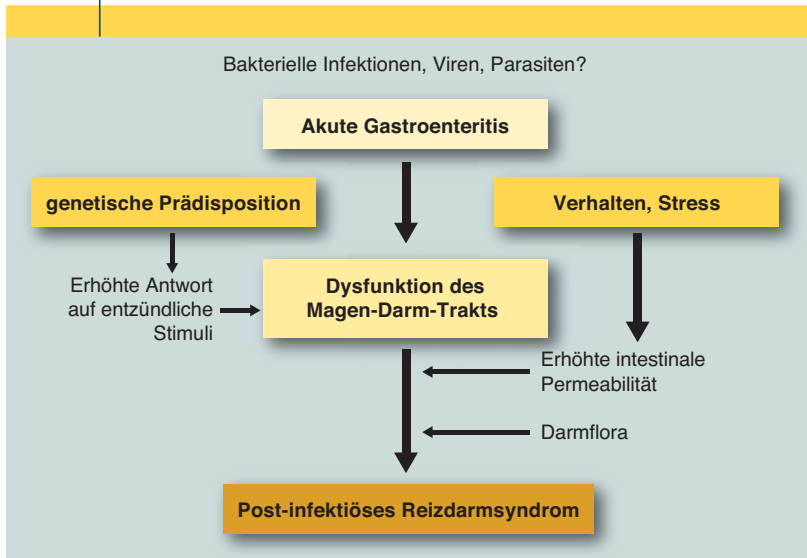 Bakterielle Infektionen, Viren, Parasiten?
Akute Gastroenteritis
genetische Prädisposition
Verhalten, Stress
Erhöhte Antwort
auf entzündliche
Stimuli
Dysfunktion des
Magen-Darm-Trakts
Erhöhte intestinale
Permeabilität
Darmflora
Post-infektiöses Reizdarmsyndrom